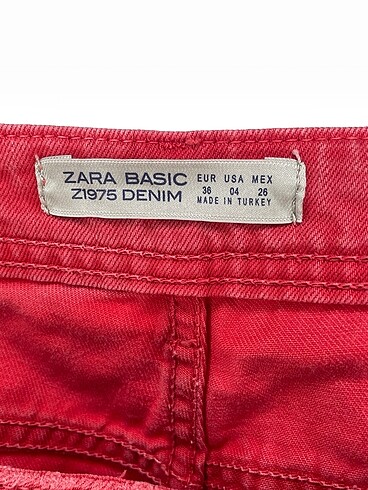 ZARA BASIC
Z1975 DENIM
EUR USA MEX
36 04 26
MADE IN TURKEY